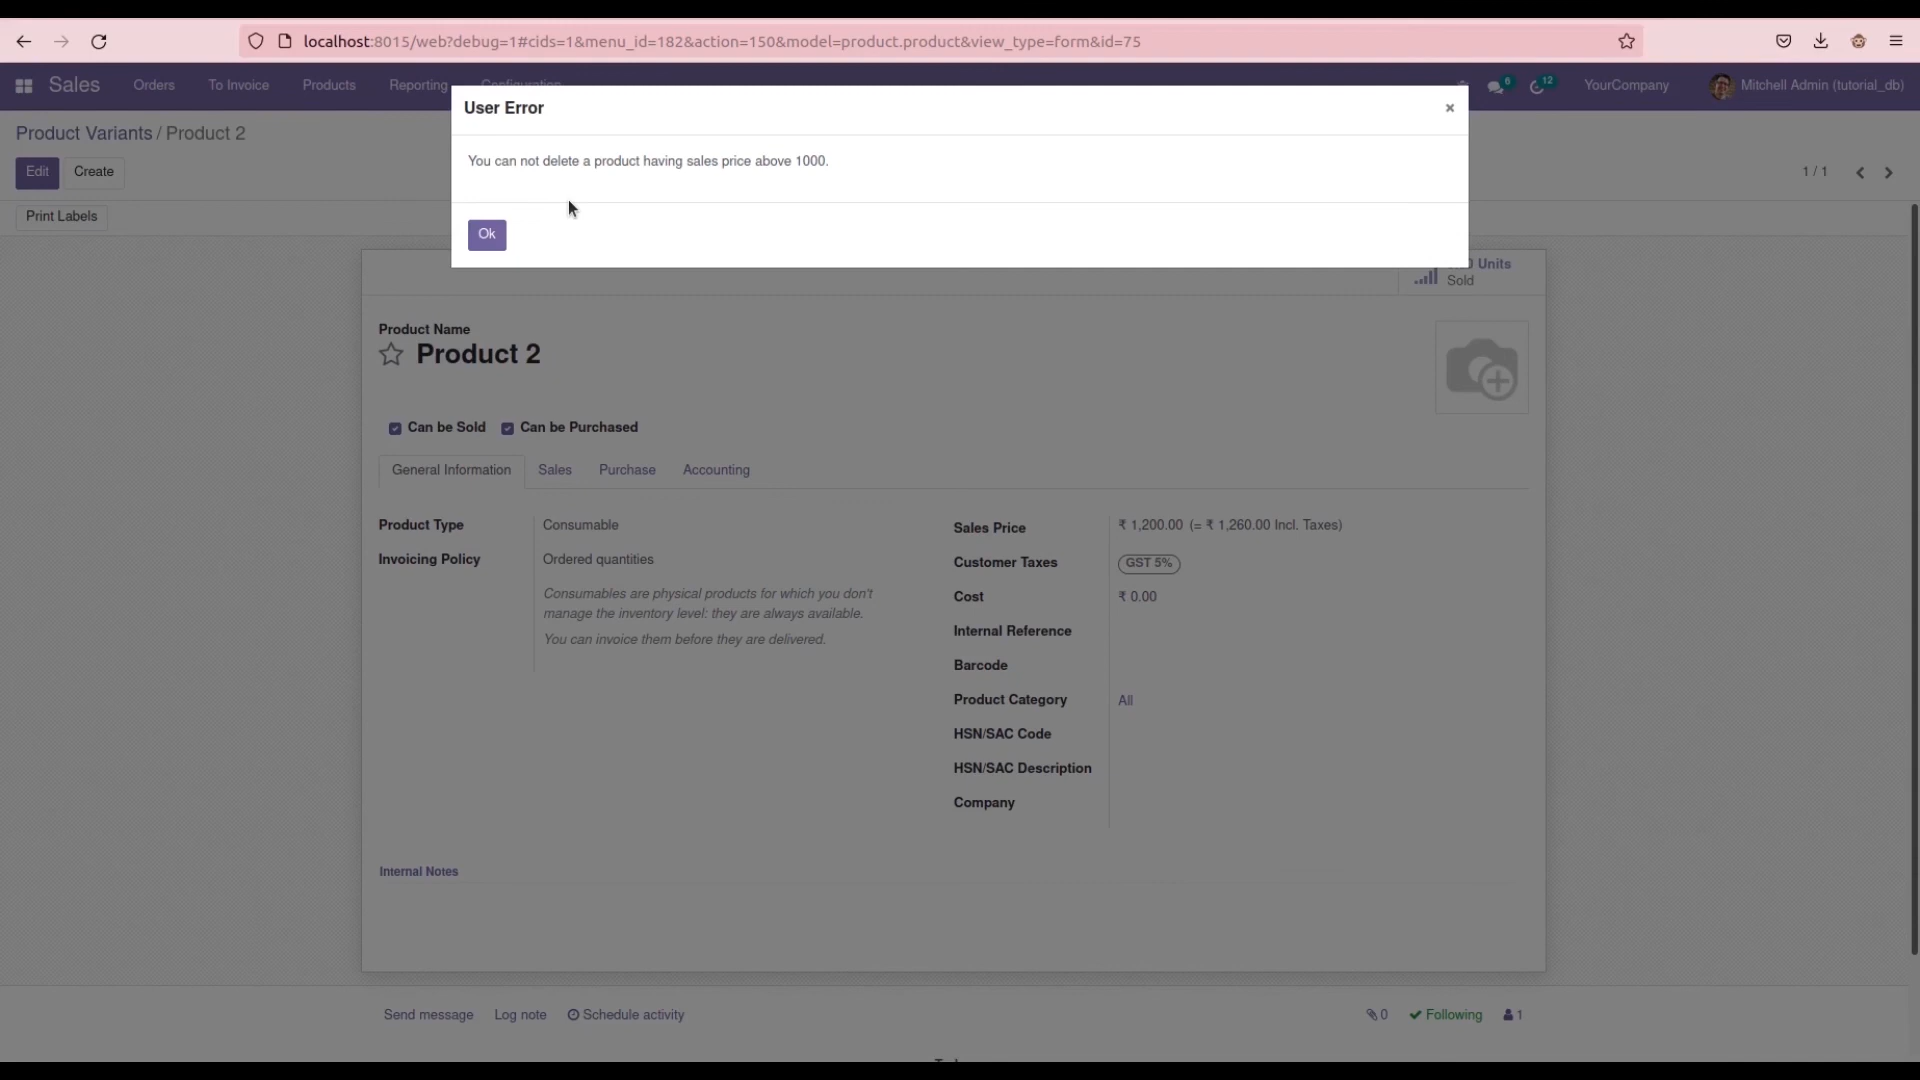 localhost:8015/web?debug=1#cids=1&menu_id=182&action=150&model=product.product&view_type=form&id=75
Sales Orders To Invoice Products Reporting Configuration 6 12 YourCompany Mitchell Admin (tutorial_db)
User Error ×
Product Variants / Product 2
You can not delete a product having sales price above 1000.
Edit Create 1 / 1
Print Labels
Ok
Units
Sold
Product Name
Product 2
Can be Sold Can be Purchased
General Information Sales Purchase Accounting
Product Type Consumable Sales Price ₹ 1,200.00 (= ₹ 1,260.00 Incl. Taxes)
Invoicing Policy Ordered quantities Customer Taxes GST 5%
Consumables are physical products for which you don't Cost ₹ 0.00
manage the inventory level: they are always available.
Internal Reference
You can invoice them before they are delivered.
Barcode
Product Category All
HSN/SAC Code
HSN/SAC Description
Company
Internal Notes
Send message Log note Schedule activity 0 Following 1